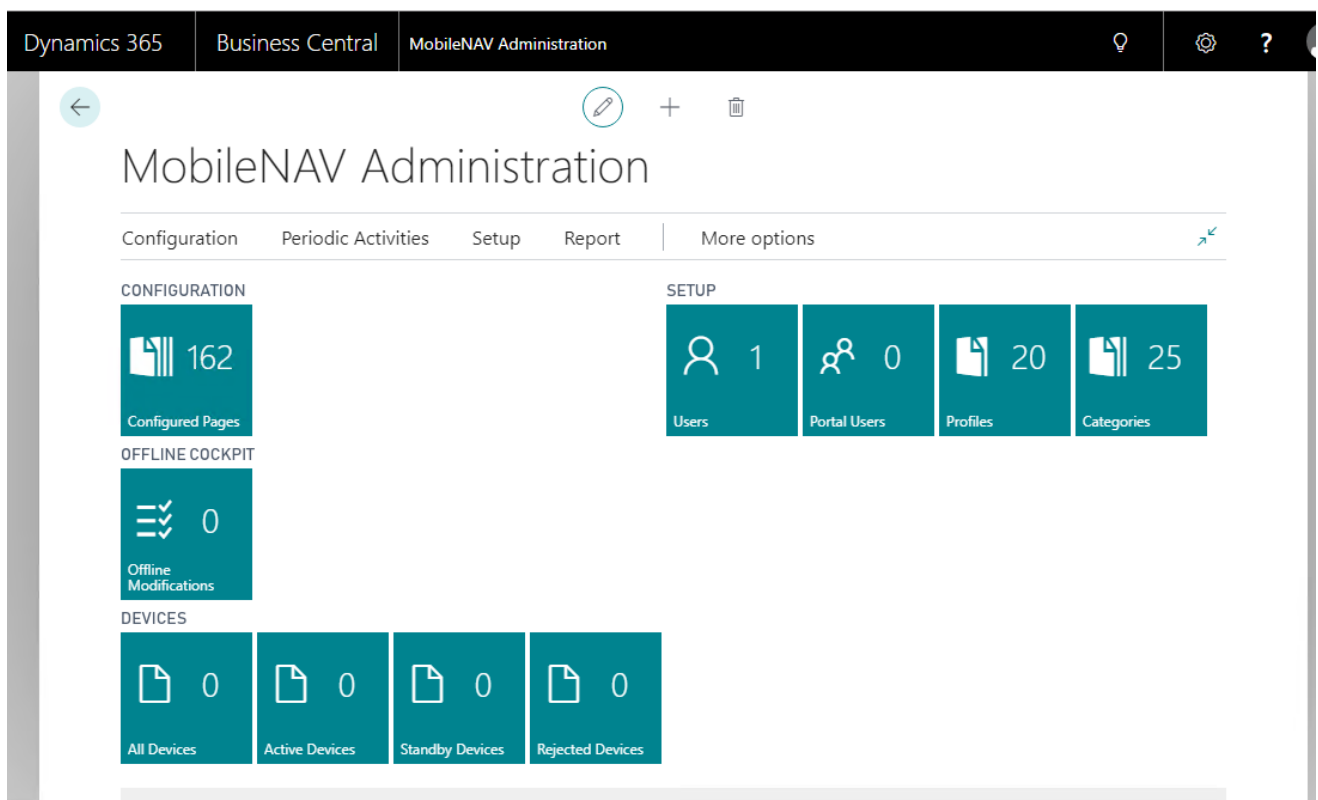 Dynamics 365 Business Central MobileNAV Administration ?
MobileNAV Administration
Configuration Periodic Activities Setup Report More options
CONFIGURATION
162
Configured Pages
SETUP
1
Users
0
Portal Users
20
Profiles
25
Categories
OFFLINE COCKPIT
0
Offline
Modifications
DEVICES
0
All Devices
0
Active Devices
0
Standby Devices
0
Rejected Devices